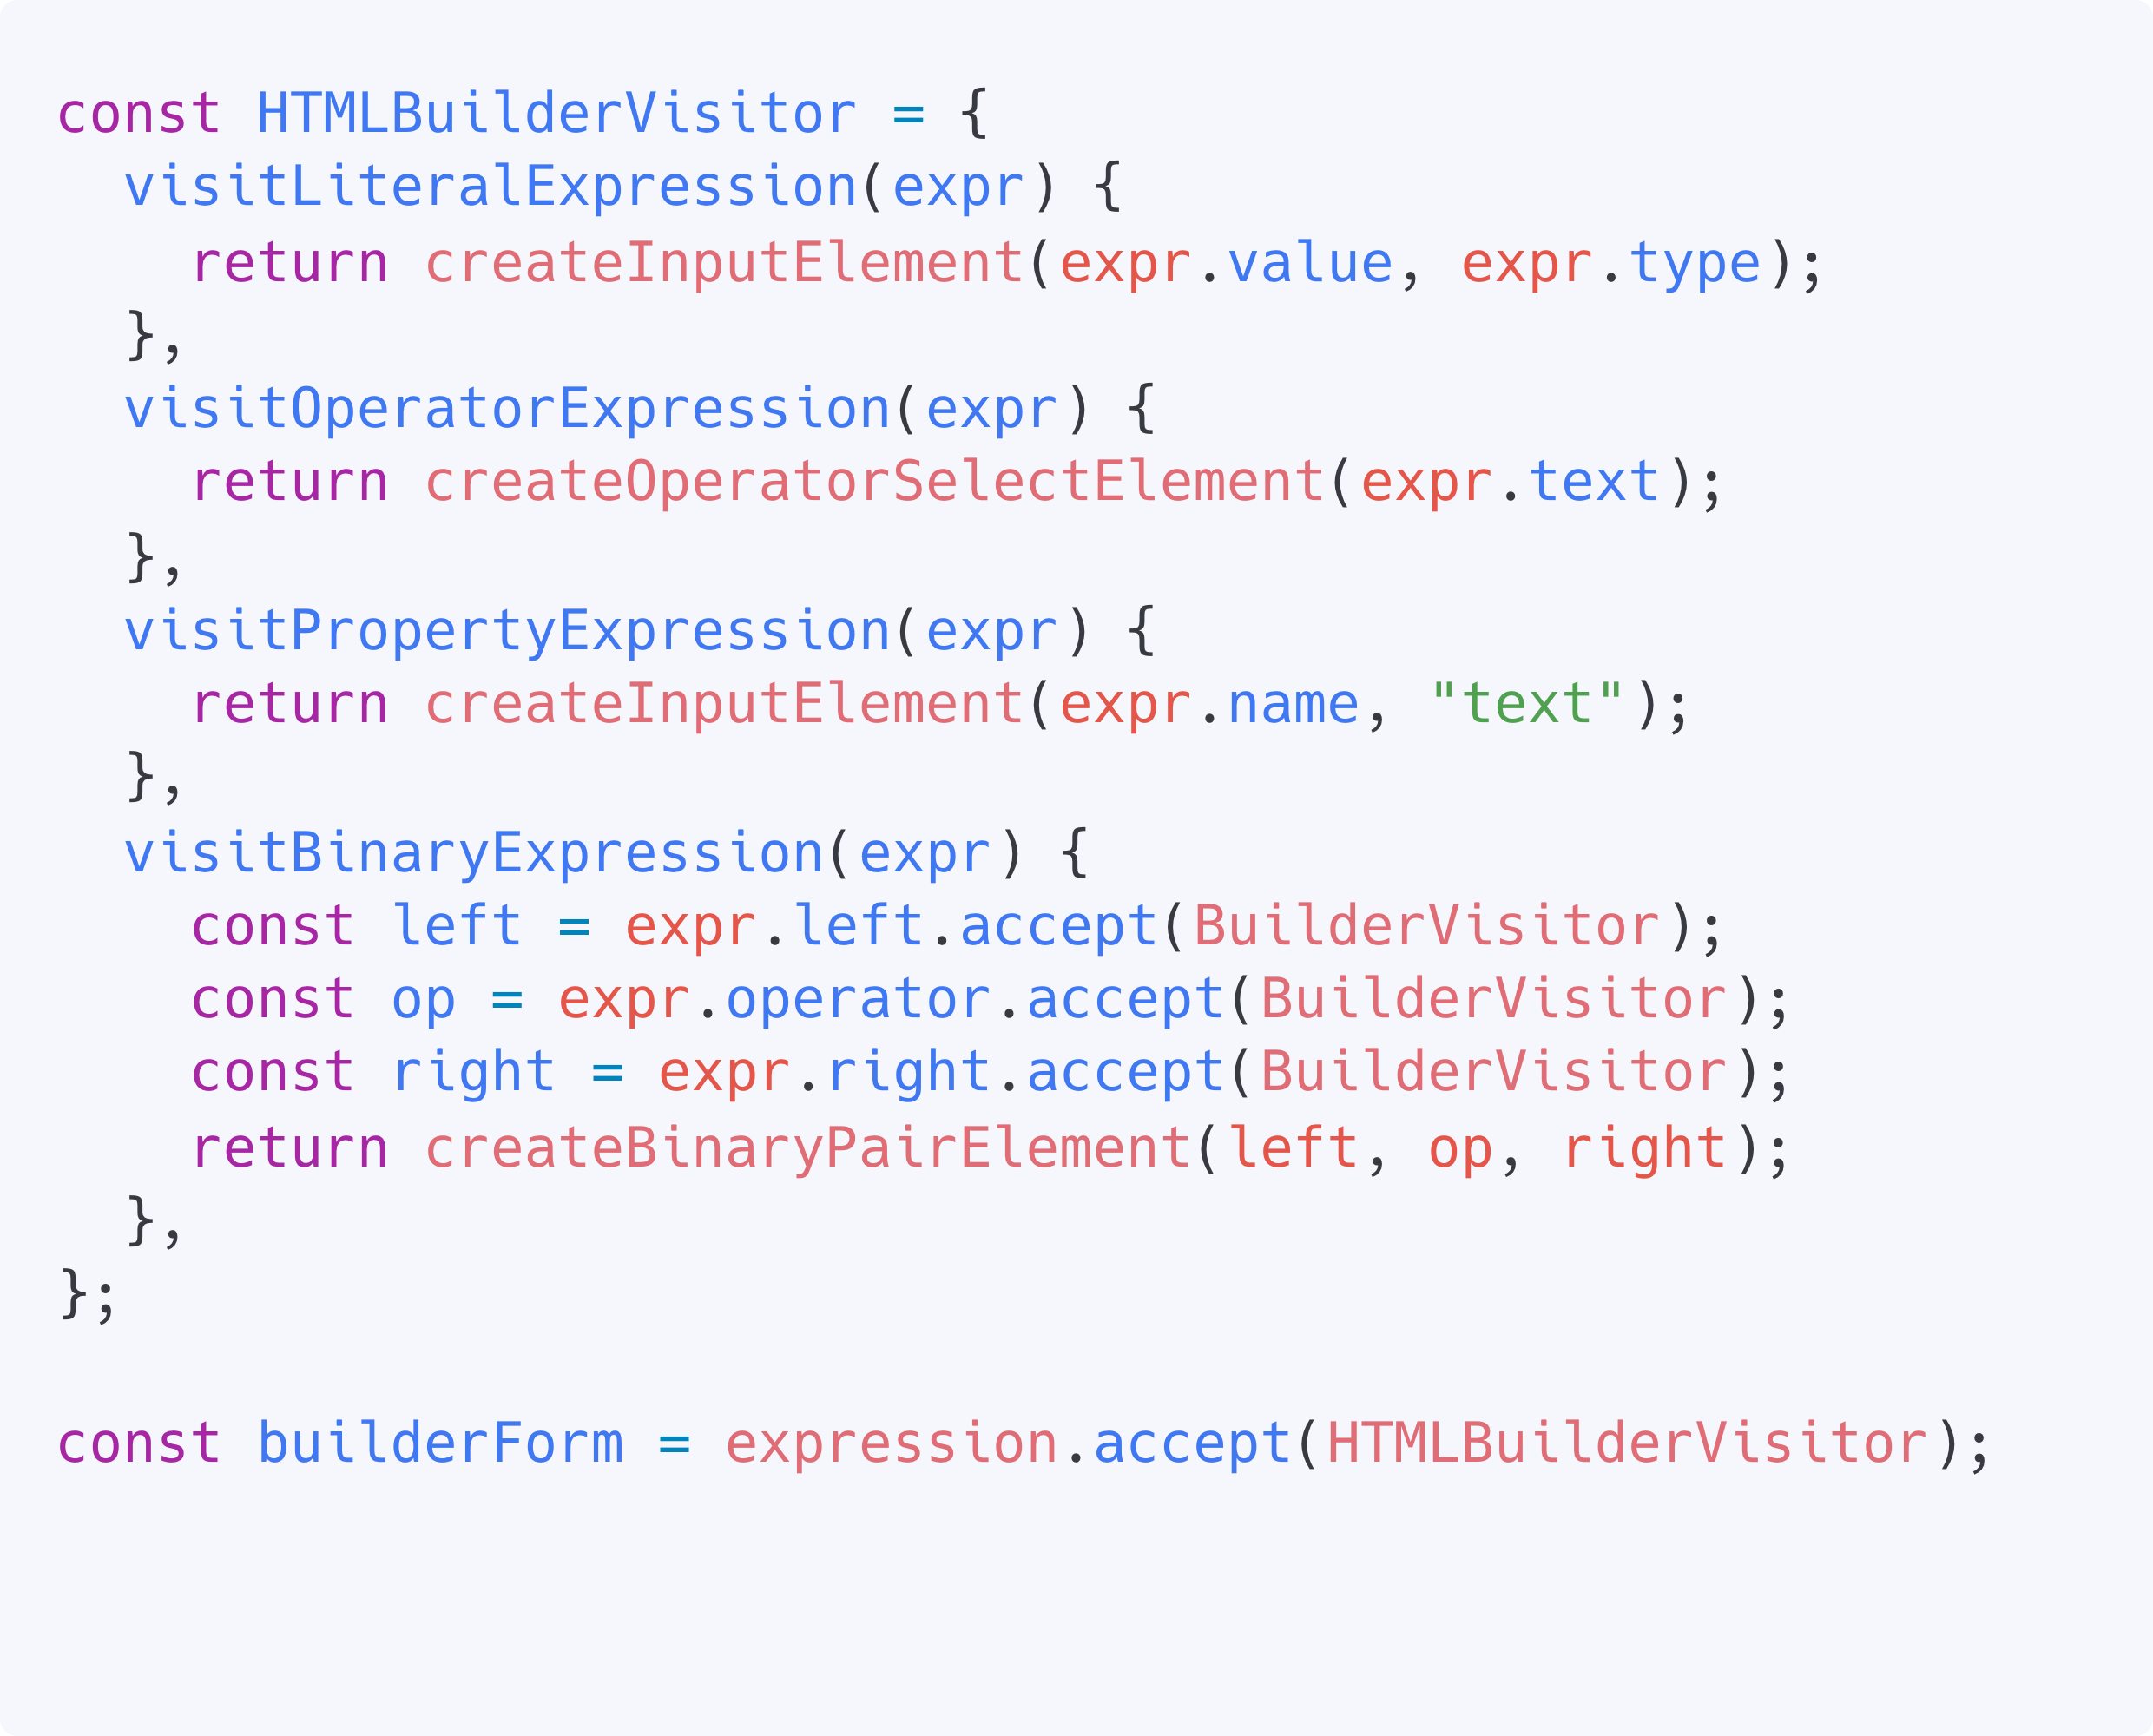 const HTMLBuilderVisitor = {
  visitLiteralExpression(expr) {
    return createInputElement(expr.value, expr.type);
  },
  visitOperatorExpression(expr) {
    return createOperatorSelectElement(expr.text);
  },
  visitPropertyExpression(expr) {
    return createInputElement(expr.name, "text");
  },
  visitBinaryExpression(expr) {
    const left = expr.left.accept(BuilderVisitor);
    const op = expr.operator.accept(BuilderVisitor);
    const right = expr.right.accept(BuilderVisitor);
    return createBinaryPairElement(left, op, right);
  },
};

const builderForm = expression.accept(HTMLBuilderVisitor);